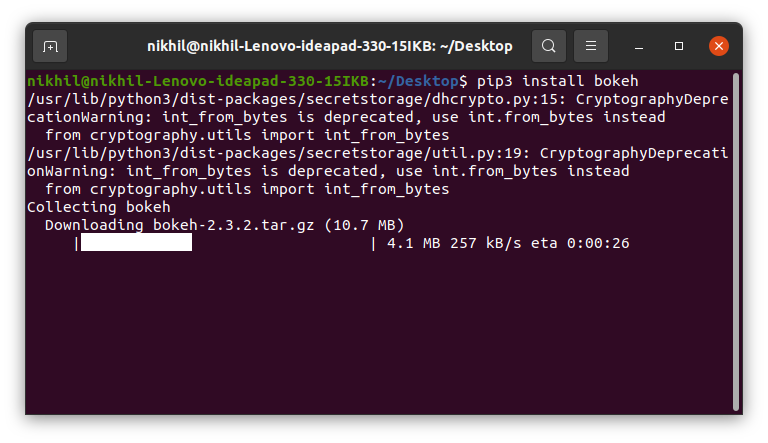 nikhil@nikhil-Lenovo-ideapad-330-15IKB: ~/Desktop
nikhil@nikhil-Lenovo-ideapad-330-15IKB:~/Desktop$ pip3 install bokeh
/usr/lib/python3/dist-packages/secretstorage/dhcrypto.py:15: CryptographyDepre
cationWarning: int_from_bytes is deprecated, use int.from_bytes instead
  from cryptography.utils import int_from_bytes
/usr/lib/python3/dist-packages/secretstorage/util.py:19: CryptographyDeprecati
onWarning: int_from_bytes is deprecated, use int.from_bytes instead
  from cryptography.utils import int_from_bytes
Collecting bokeh
  Downloading bokeh-2.3.2.tar.gz (10.7 MB)
     |                                | 4.1 MB 257 kB/s eta 0:00:26